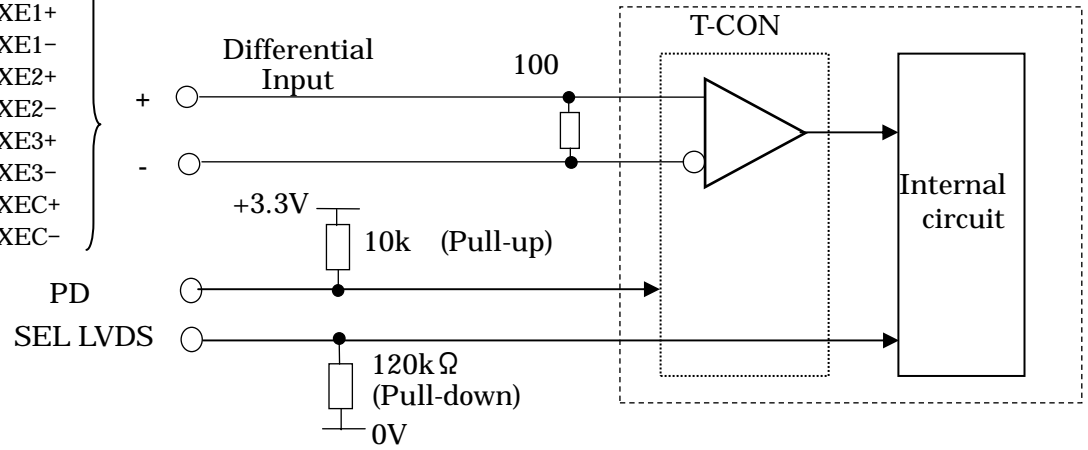 XE1+
XE1−
XE2+
XE2−
XE3+
XE3−
XEC+
XEC−
Differential
Input
+
-
100
T-CON
Internal
circuit
+3.3V
10k (Pull-up)
PD
SEL LVDS
120kΩ
(Pull-down)
0V